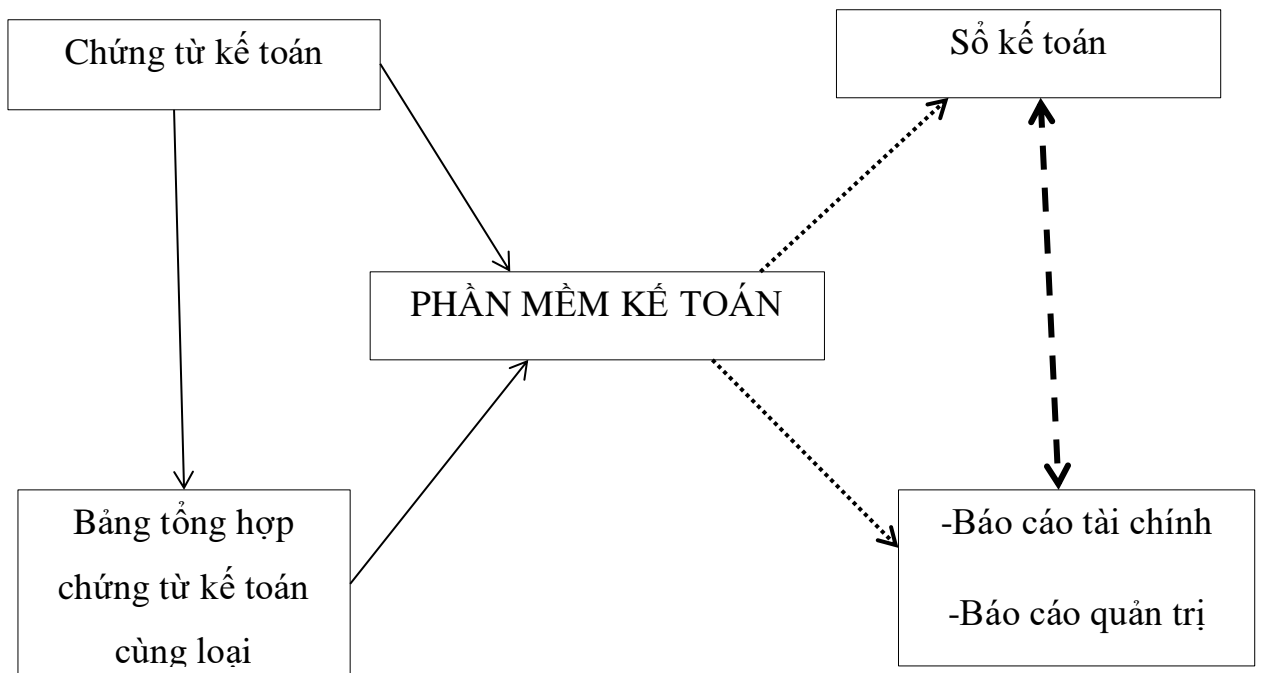 Chứng từ kế toán
Sổ kế toán
PHẦN MỀM KẾ TOÁN
Bảng tổng hợp
chứng từ kế toán
cùng loại
-Báo cáo tài chính
-Báo cáo quản trị